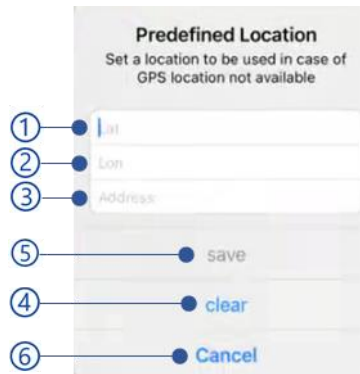 Predefined Location
Set a location to be used in case of
GPS location not available
1 Lat
2 Lon
3 Address:
5 save
4 clear
6 Cancel